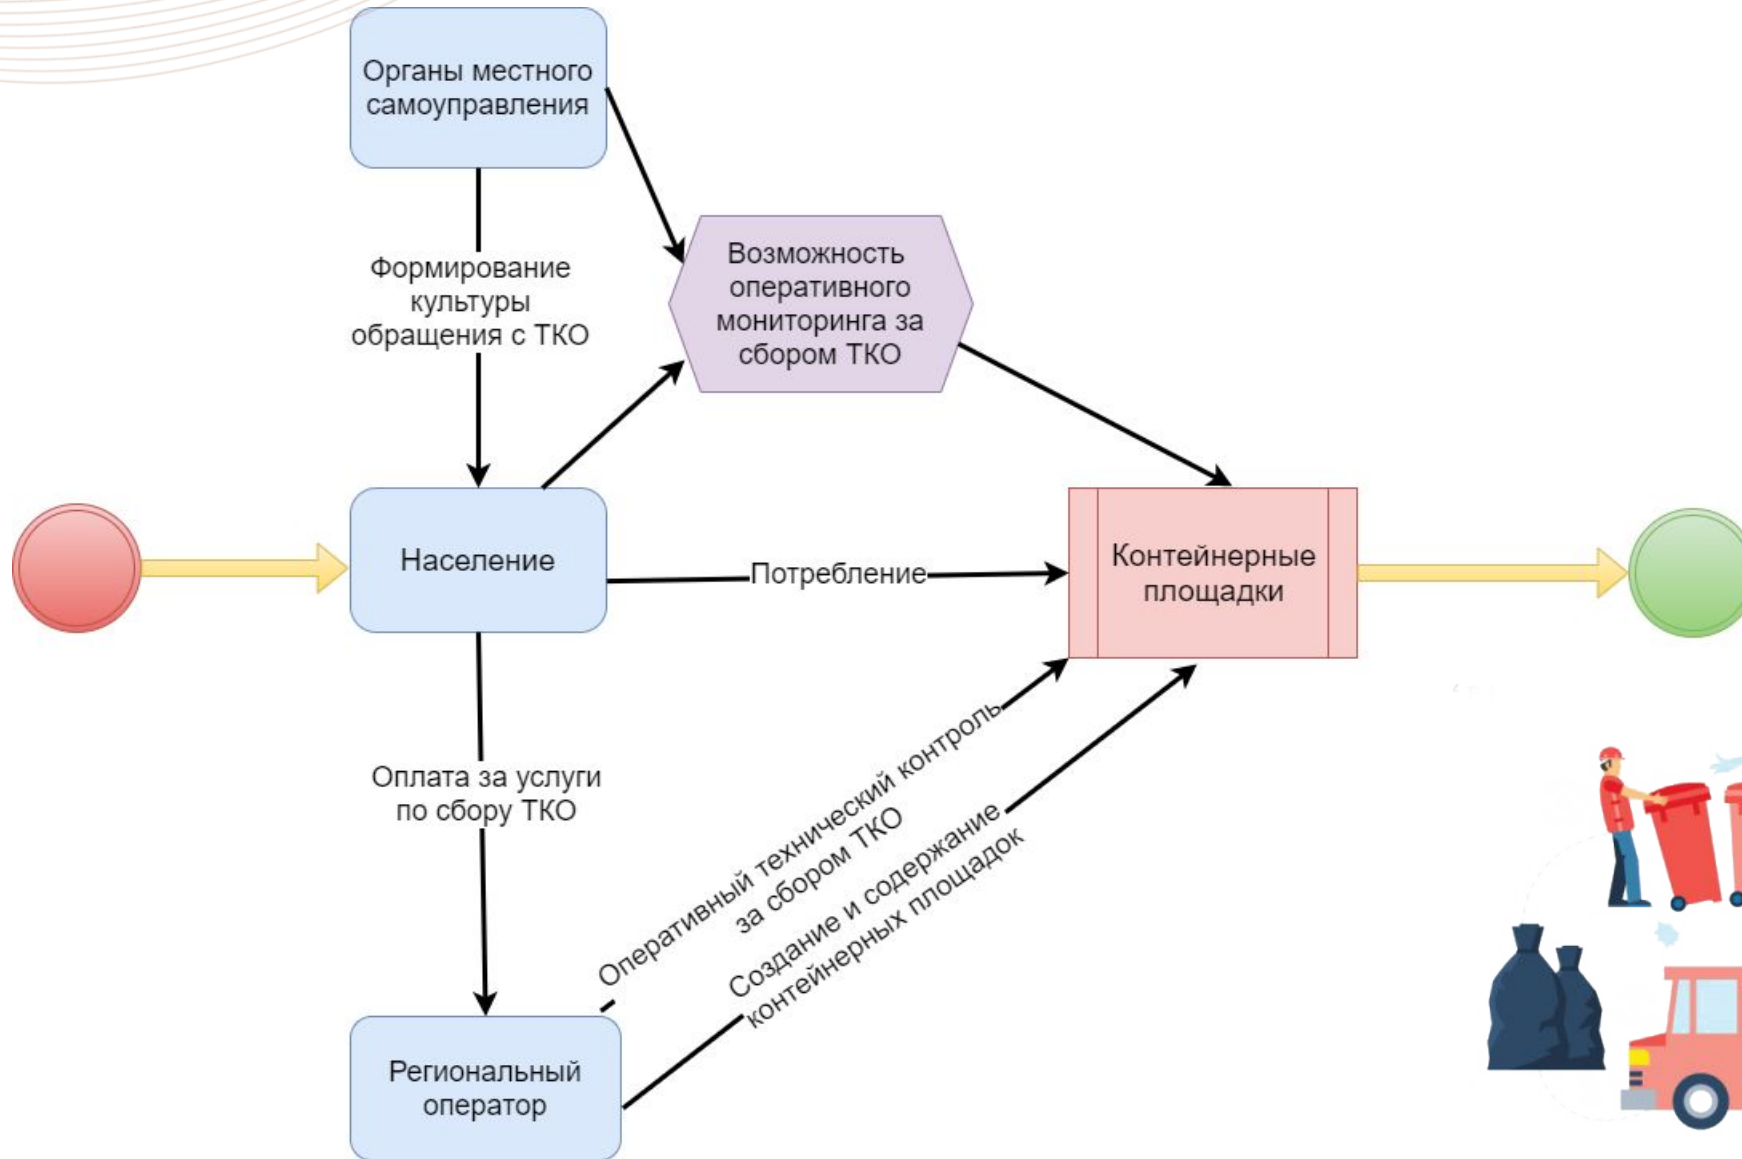 Органы местного
самоуправления
Формирование
культуры
обращения с ТКО
Возможность
оперативного
мониторинга за
сбором ТКО
Население
Потребление
Контейнерные
площадки
Оплата за услуги
по сбору ТКО
Оперативный технический контроль
за сбором ТКО
Создание и содержание
контейнерных площадок
Региональный
оператор